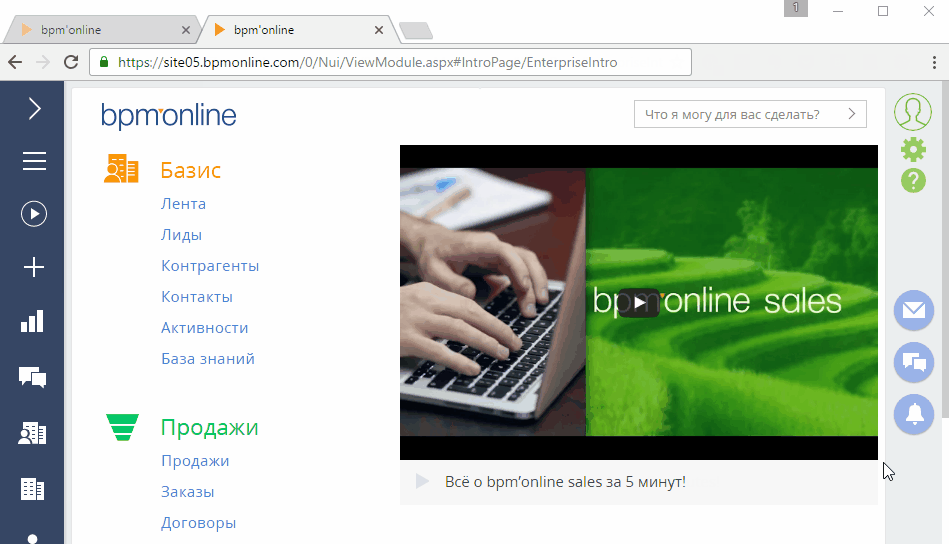 1
bpm'online
bpm'online
https://site05.bpmonline.com/0/Nui/ViewModule.aspx#IntroPage/EnterpriseIntro
bpm'online
Что я могу для вас сделать?
Базис
Лента
Лиды
Контрагенты
Контакты
Активности
База знаний
bpm'online sales
Продажи
Продажи
Заказы
Договоры
Всё о bpm’online sales за 5 минут!